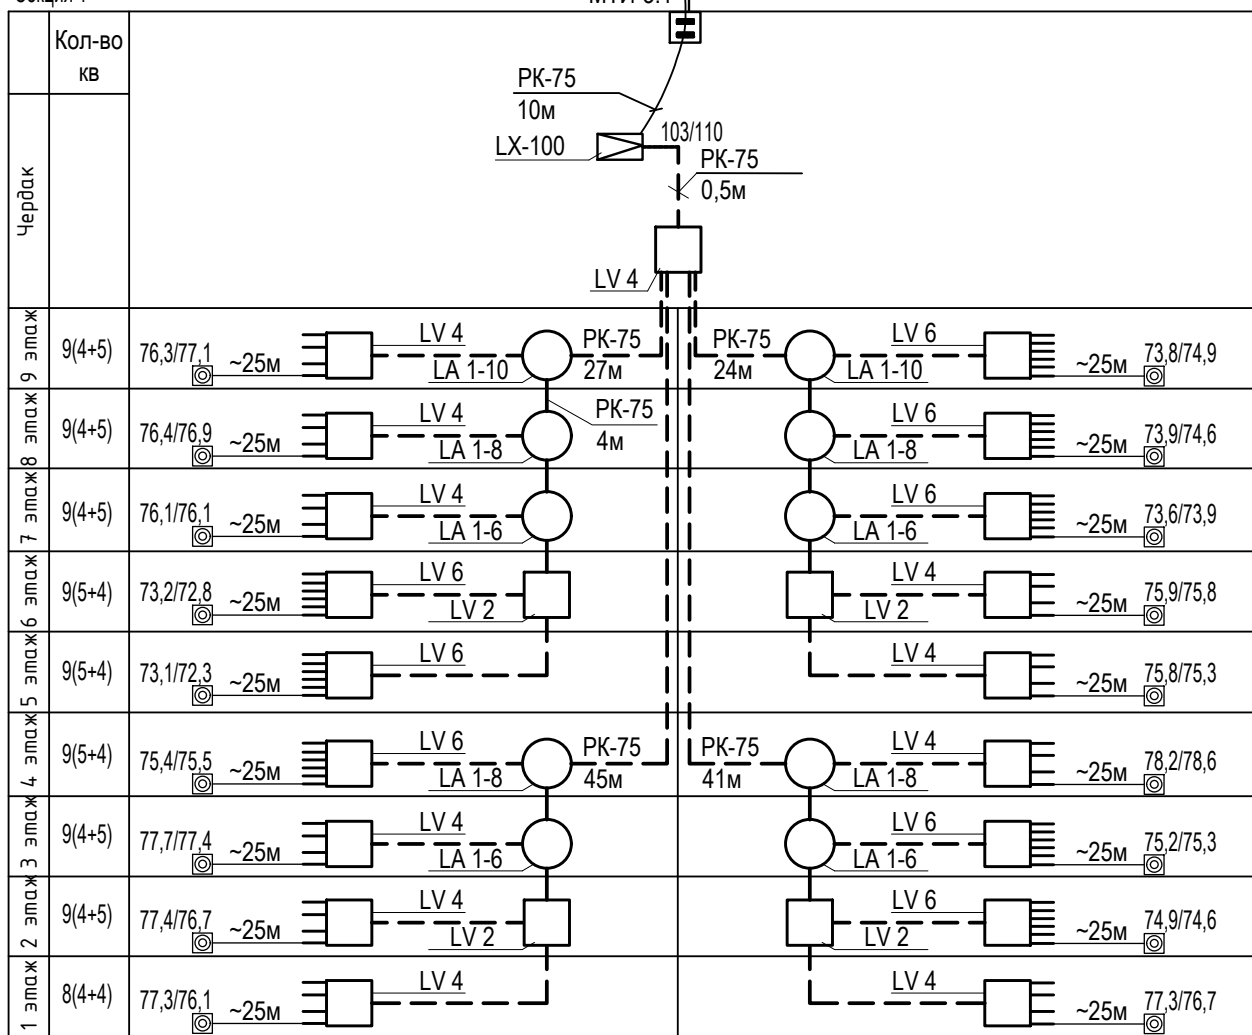 Кол-во
кв
РК-75
10м
LX-100
103/110
РК-75
0,5м
Чердак
LV 4
9 этаж
9(4+5)
76,3/77,1
~25м
LV 4
LA 1-10
РК-75
27м
РК-75
24м
LV 6
LA 1-10
~25м
73,8/74,9
8 этаж
9(4+5)
76,4/76,9
~25м
LV 4
LA 1-8
РК-75
4м
LV 6
LA 1-8
~25м
73,9/74,6
7 этаж
9(4+5)
76,1/76,1
~25м
LV 4
LA 1-6
LV 6
LA 1-6
~25м
73,6/73,9
6 этаж
9(5+4)
73,2/72,8
~25м
LV 6
LV 2
LV 4
LV 2
~25м
75,9/75,8
5 этаж
9(5+4)
73,1/72,3
~25м
LV 6
LV 4
~25м
75,8/75,3
4 этаж
9(5+4)
75,4/75,5
~25м
LV 6
LA 1-8
РК-75
45м
РК-75
41м
LV 4
LA 1-8
~25м
78,2/78,6
3 этаж
9(4+5)
77,7/77,4
~25м
LV 4
LA 1-6
LV 6
LA 1-6
~25м
75,2/75,3
2 этаж
9(4+5)
77,4/76,7
~25м
LV 4
LV 2
LV 6
LV 2
~25м
74,9/74,6
1 этаж
8(4+4)
77,3/76,1
~25м
LV 4
LV 4
~25м
77,3/76,7